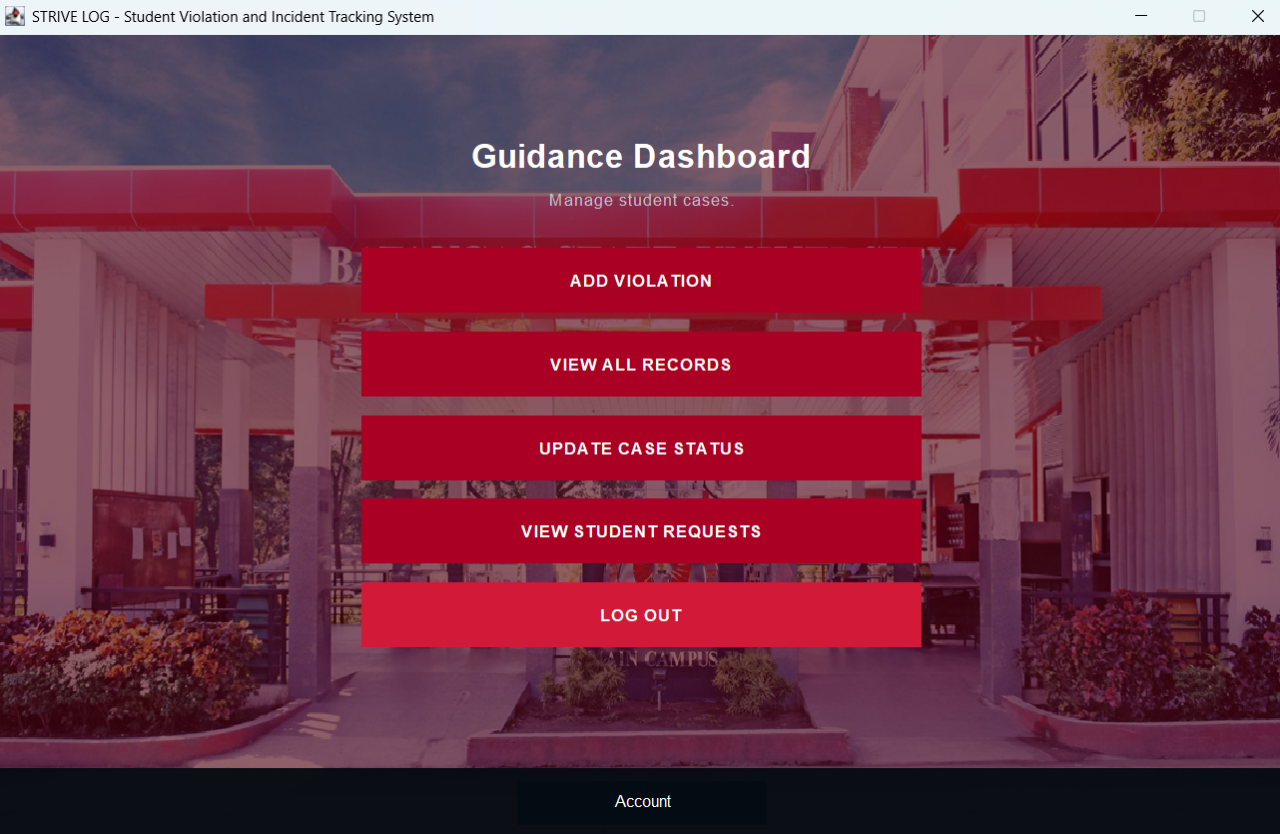 STRIVE LOG - Student Violation and Incident Tracking System
Guidance Dashboard
Manage student cases.
ADD VIOLATION
VIEW ALL RECORDS
UPDATE CASE STATUS
VIEW STUDENT REQUESTS
LOG OUT
CAMPUS
Account